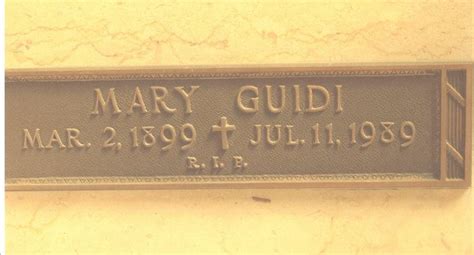 MARY GUIDI
MAR. 2, 1899 ✝ JUL. 11, 1989
R. I. P.